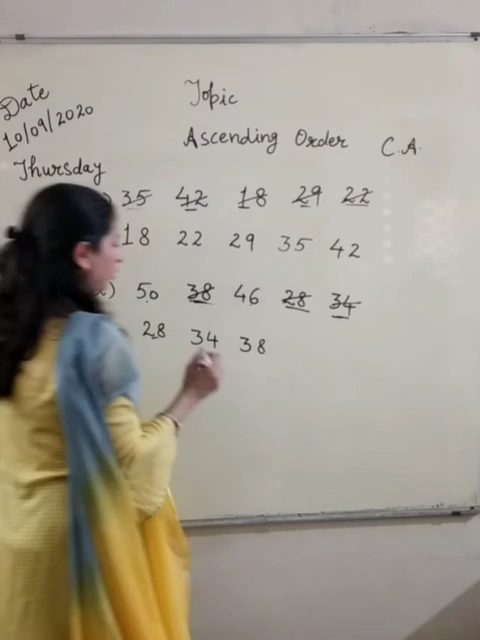 Date
10/09/2020
Thursday
Topic
Ascending Order C.A.
) 35 42 18 29 22
18 22 29 35 42
) 50 38 46 28 34
28 34 38